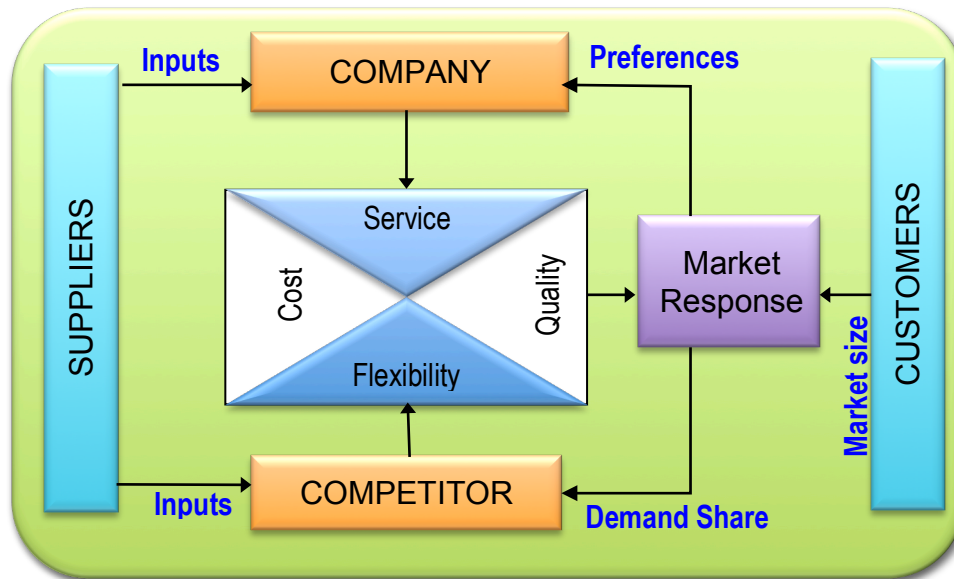 Inputs
COMPANY
Preferences
SUPPLIERS
Service
Cost
Quality
Flexibility
Market
Response
Market size
CUSTOMERS
Inputs
COMPETITOR
Demand Share